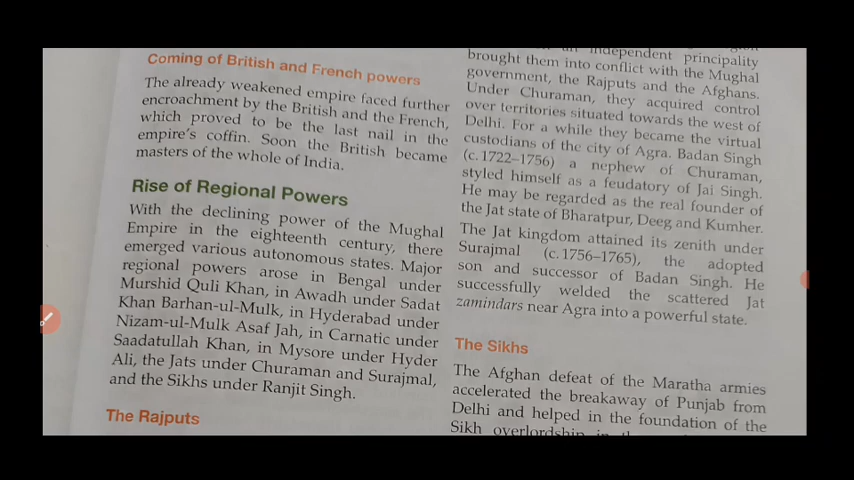 Coming of British and French powers
The already weakened empire faced further
encroachment by the British and the French,
which proved to be the last nail in the
empire's coffin. Soon the British became
masters of the whole of India.
Rise of Regional Powers
With the declining power of the Mughal
Empire in the eighteenth century, there
emerged various autonomous states. Major
regional powers arose in Bengal under
Murshid Quli Khan, in Awadh under Sadat
Khan Barhan-ul-Mulk, in Hyderabad under
Nizam-ul-Mulk Asaf Jah, in Carnatic under
Saadatullah Khan, in Mysore under Hyder
Ali, the Jats under Churaman and Surajmal,
and the Sikhs under Ranjit Singh.
The Rajputs
an independent principality
brought them into conflict with the Mughal
government, the Rajputs and the Afghans.
Under Churaman, they acquired control
over territories situated towards the west of
Delhi. For a while they became the virtual
custodians of the city of Agra. Badan Singh
(c. 1722–1756) a nephew of Churaman,
styled himself as a feudatory of Jai Singh.
He may be regarded as the real founder of
the Jat state of Bharatpur, Deeg and Kumher.
The Jat kingdom attained its zenith under
Surajmal (c. 1756–1765), the adopted
son and successor of Badan Singh. He
successfully welded the scattered Jat
zamindars near Agra into a powerful state.
The Sikhs
The Afghan defeat of the Maratha armies
accelerated the breakaway of Punjab from
Delhi and helped in the foundation of the
Sikh overlordship in